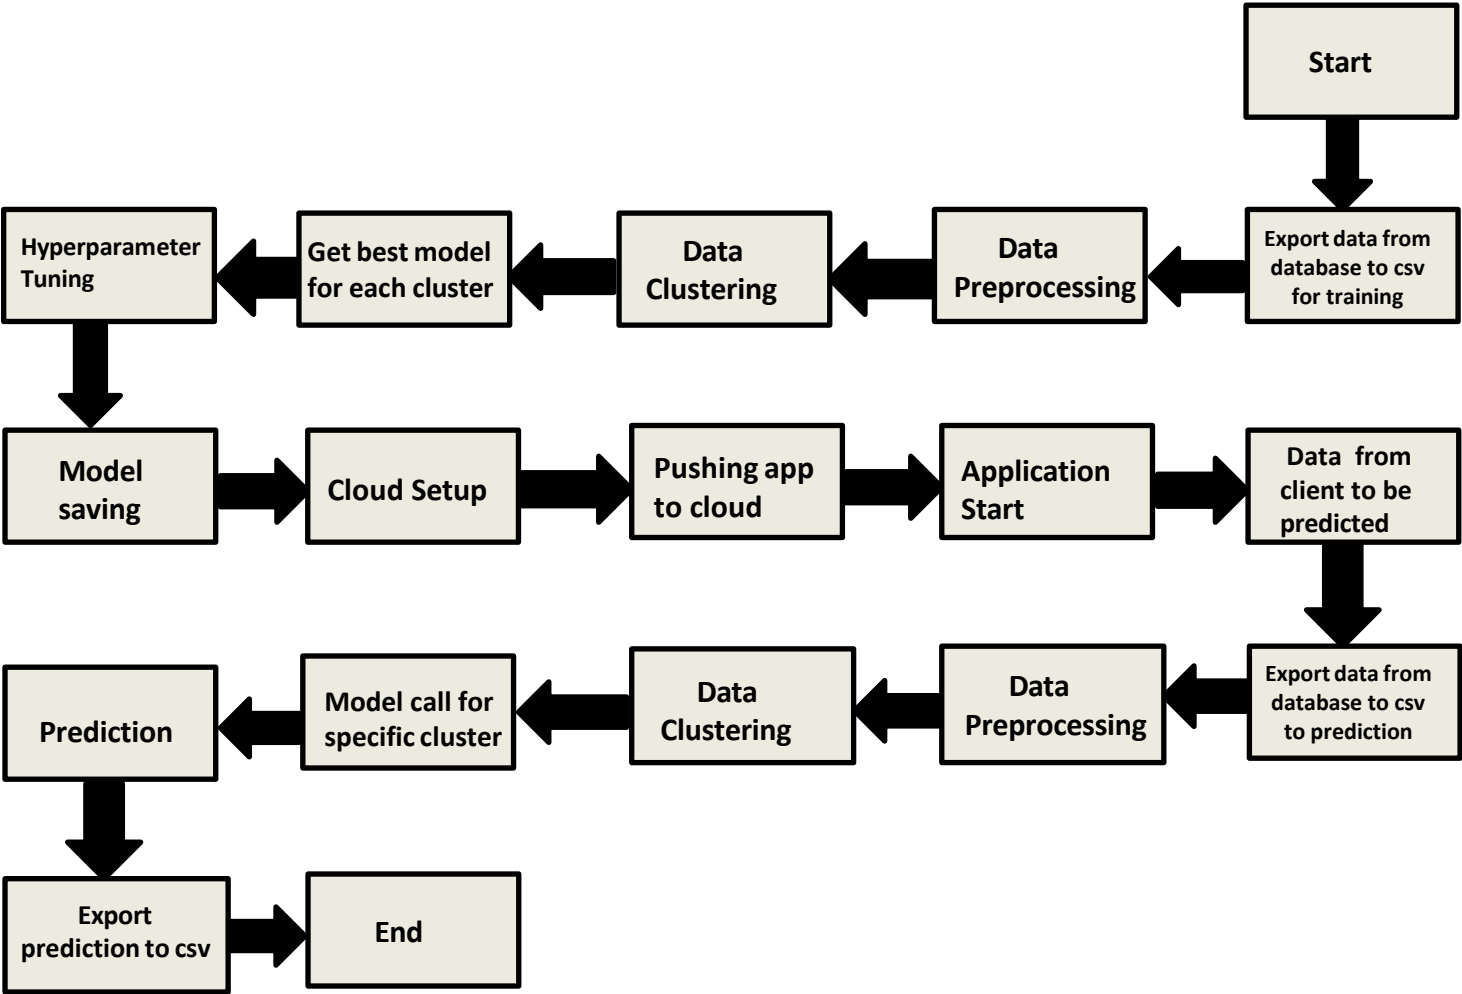 Start
Export data from
database to csv
for training
Data
Preprocessing
Data
Clustering
Get best model
for each cluster
Hyperparameter
Tuning
Model
saving
Cloud Setup
Pushing app
to cloud
Application
Start
Data from
client to be
predicted
Export data from
database to csv
to prediction
Data
Preprocessing
Data
Clustering
Model call for
specific cluster
Prediction
Export
prediction to csv
End